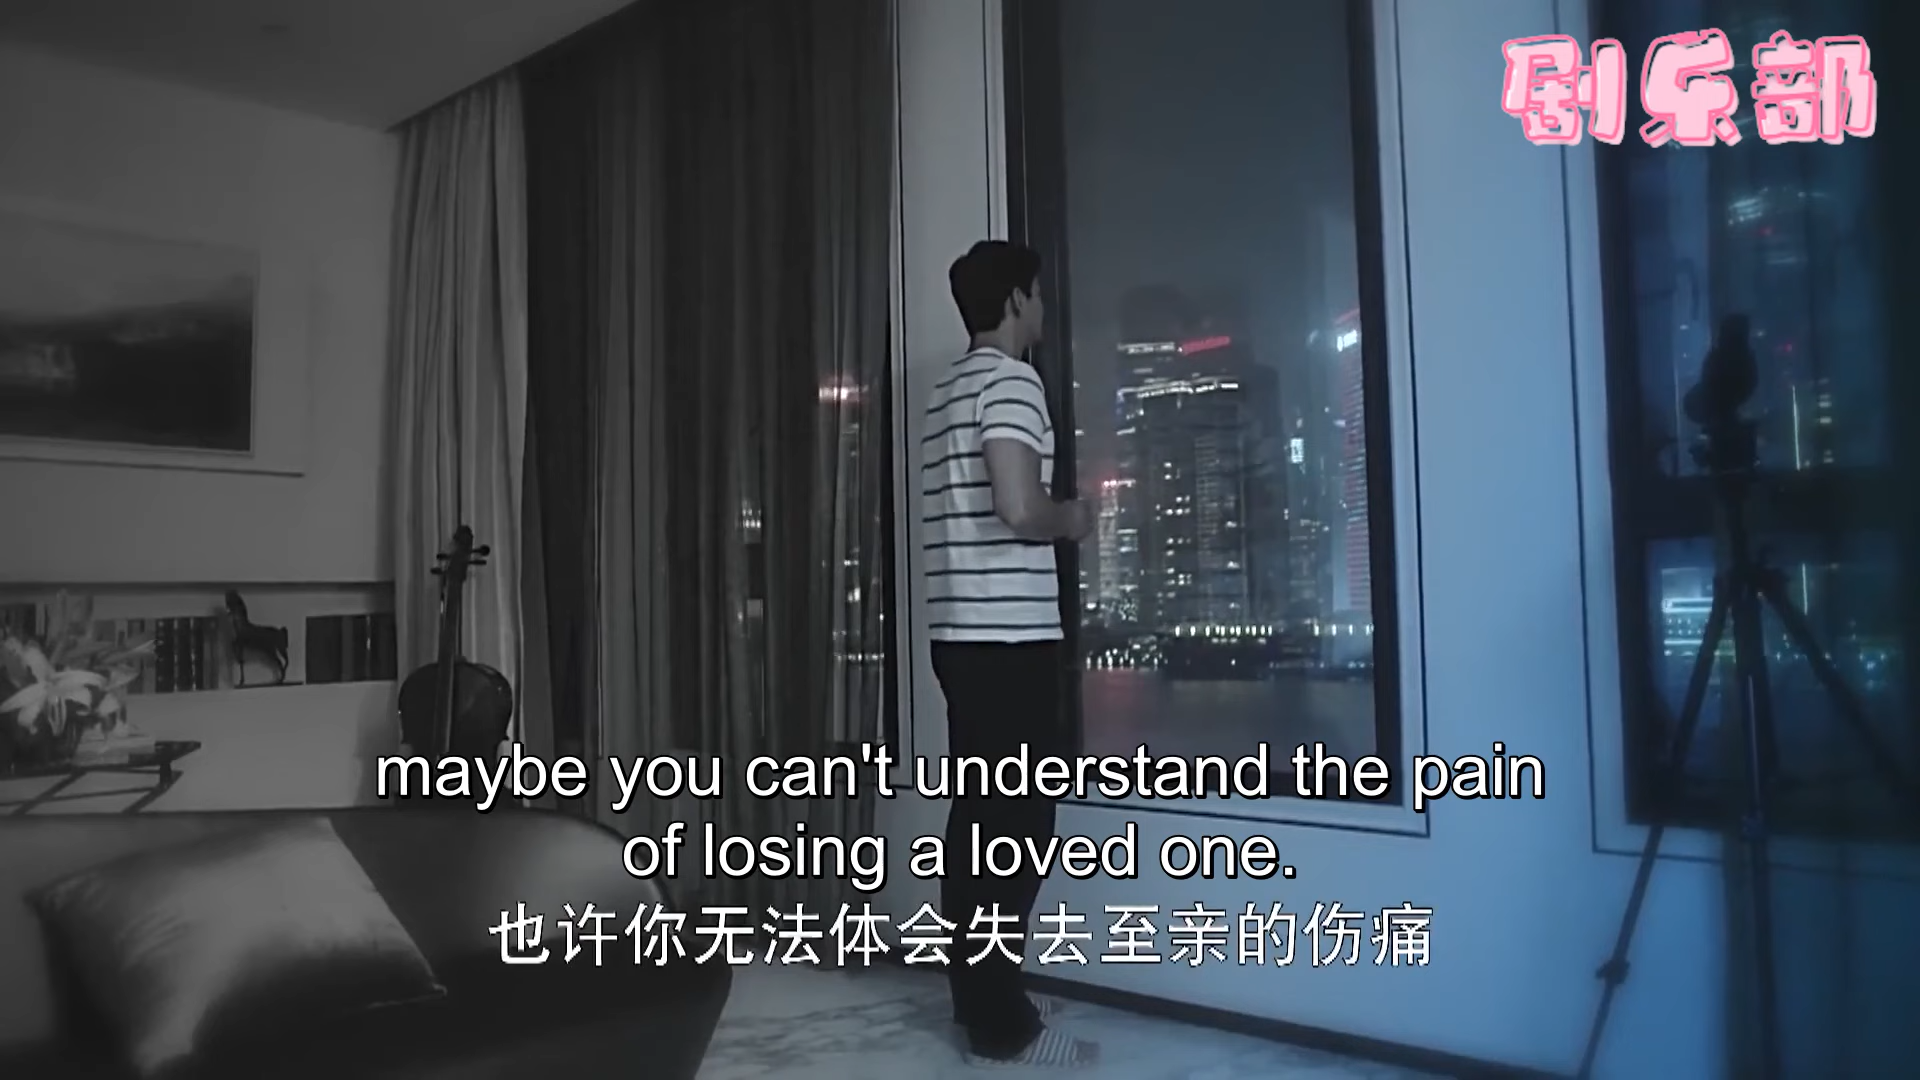 剧乐部
maybe you can't understand the pain
of losing a loved one.
也许你无法体会失去至亲的伤痛